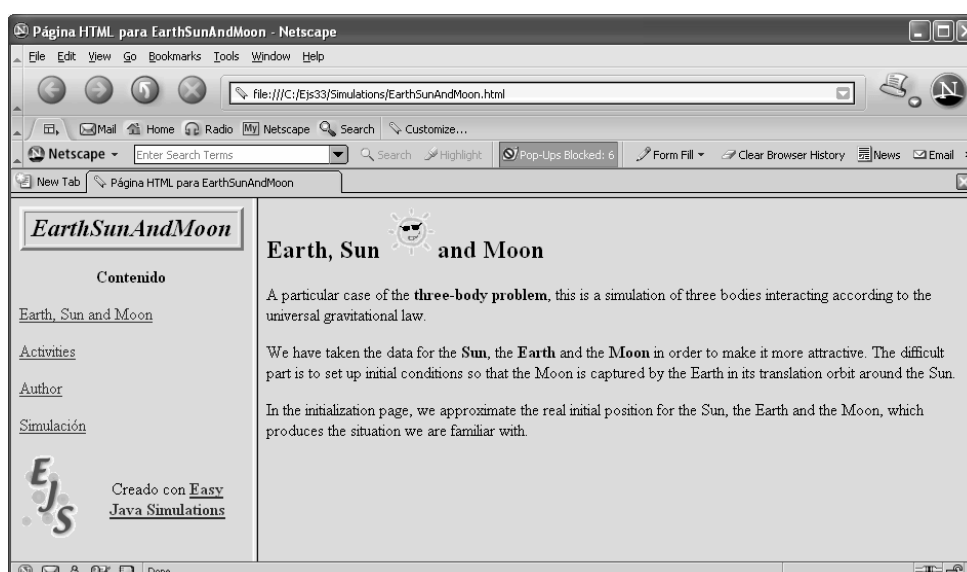 Página HTML para EarthSunAndMoon - Netscape
File Edit View Go Bookmarks Tools Window Help
file:///C:/Ejs33/Simulations/EarthSunAndMoon.html
Mail Home Radio My Netscape Search Customize...
Netscape Enter Search Terms Search Highlight Pop-Ups Blocked: 6 Form Fill Clear Browser History News Email
New Tab Página HTML para EarthSunAndMoon
EarthSunAndMoon
Contenido
Earth, Sun and Moon
Activities
Author
Simulación
EJS
Creado con Easy
Java Simulations
Earth, Sun and Moon
A particular case of the three-body problem, this is a simulation of three bodies interacting according to the
universal gravitational law.
We have taken the data for the Sun, the Earth and the Moon in order to make it more attractive. The difficult
part is to set up initial conditions so that the Moon is captured by the Earth in its translation orbit around the Sun.
In the initialization page, we approximate the real initial position for the Sun, the Earth and the Moon, which
produces the situation we are familiar with.
Done